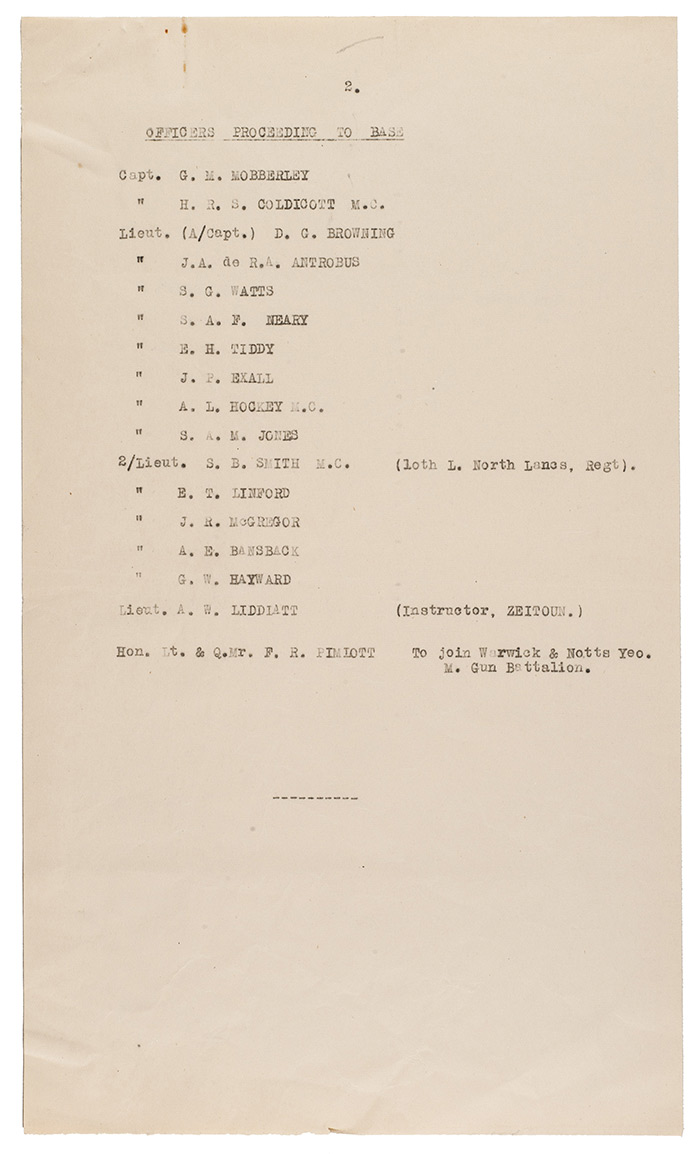 2.
OFFICERS PROCEEDING TO BASE
Capt. G. M. MOBBERLEY
" H. R. S. COLDICOTT M.C.
Lieut. (A/Capt.) D. C. BROWNING
" J.A. de R.A. ANTROBUS
" S. G. WATTS
" S. A. F. NEARY
" E. H. TIDDY
" J. P. EXALL
" A. L. HOCKEY M.C.
" S. A. M. JONES
2/Lieut. S. B. SMITH M.C. (loth L. North Lancs, Regt).
" E. T. LINFORD
" J. R. McGREGOR
" A. E. BANSBACK
" G. W. HAYWARD
Lieut. A. W. LIDDIATT (Instructor, ZEITOUN.)
Hon. Lt. & Q.Mr. F. R. PIMLOTT To join Warwick & Notts Yeo.
M. Gun Battalion.
----------